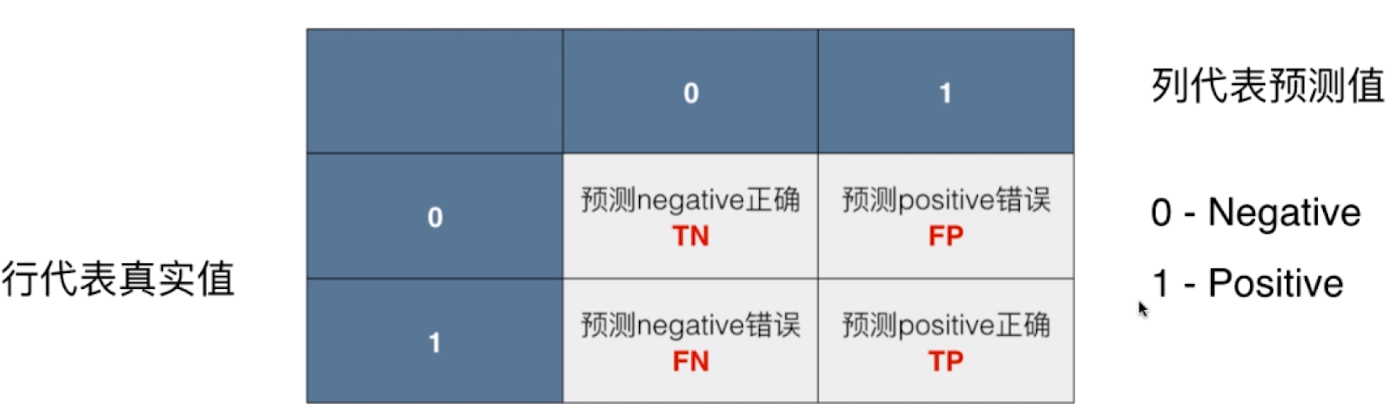 0
1
列代表预测值
0
预测negative正确
TN
预测positive错误
FP
0 - Negative
行代表真实值
1 - Positive
1
预测negative错误
FN
预测positive正确
TP